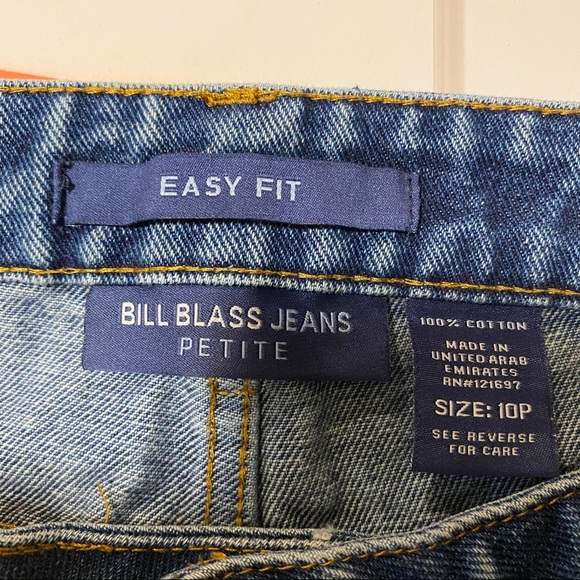 EASY FIT
BILL BLASS JEANS
PETITE
100% COTTON
MADE IN
UNITED ARAB
EMIRATES
RN#121697
SIZE: 10P
SEE REVERSE
FOR CARE